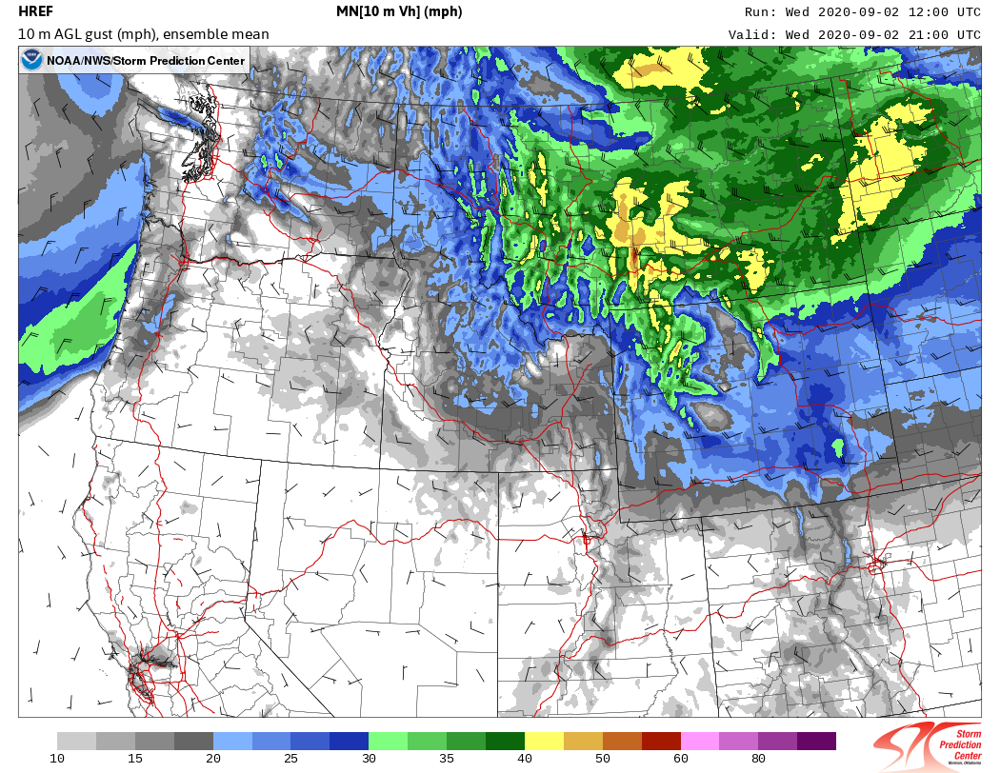 HREF
MN[10 m Vh] (mph)
Run: Wed 2020-09-02 12:00 UTC
10 m AGL gust (mph), ensemble mean
Valid: Wed 2020-09-02 21:00 UTC
NOAA/NWS/Storm Prediction Center
10 15 20 25 30 35 40 50 60 80
Storm
Prediction
Center
Norman, Oklahoma